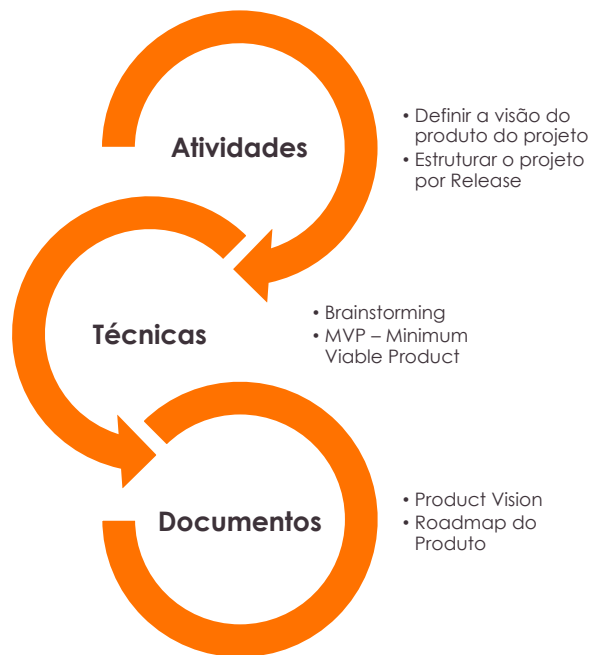 Atividades
• Definir a visão do
produto do projeto
• Estruturar o projeto
por Release
Técnicas
• Brainstorming
• MVP – Minimum
Viable Product
Documentos
• Product Vision
• Roadmap do
Produto